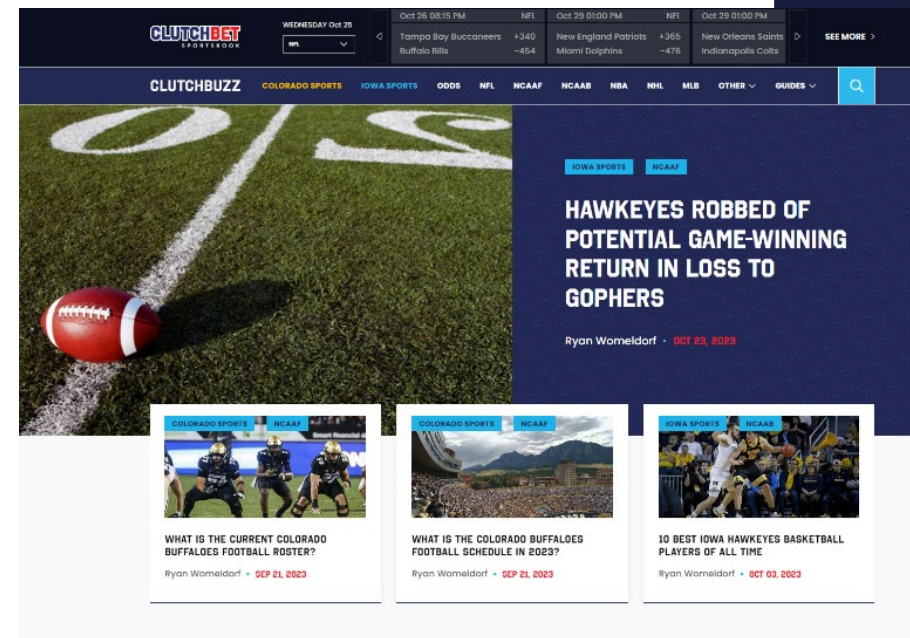 CLUTCHBET
SPORTSBOOK
WEDNESDAY Oct 25
NFL
Oct 26 08:15 PM NFL
Tampa Bay Buccaneers +340
Buffalo Bills -454
Oct 29 01:00 PM NFL
New England Patriots +365
Miami Dolphins -476
Oct 29 01:00 PM
New Orleans Saints
Indianapolis Colts
SEE MORE >
CLUTCHBUZZ COLORADO SPORTS IOWA SPORTS ODDS NFL NCAAF NCAAB NBA NHL MLB OTHER GUIDES
IOWA SPORTS NCAAF
HAWKEYES ROBBED OF
POTENTIAL GAME-WINNING
RETURN IN LOSS TO
GOPHERS
Ryan Womeldorf • OCT 23, 2023
COLORADO SPORTS NCAAF
WHAT IS THE CURRENT COLORADO
BUFFALOES FOOTBALL ROSTER?
Ryan Womeldorf • SEP 21, 2023
COLORADO SPORTS NCAAF
WHAT IS THE COLORADO BUFFALOES
FOOTBALL SCHEDULE IN 2023?
Ryan Womeldorf • SEP 21, 2023
IOWA SPORTS NCAAB
10 BEST IOWA HAWKEYES BASKETBALL
PLAYERS OF ALL TIME
Ryan Womeldorf • OCT 03, 2023